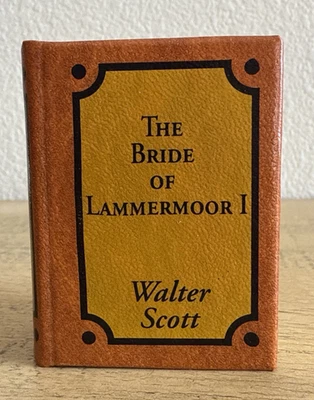 The
Bride
of
Lammermoor I
Walter
Scott